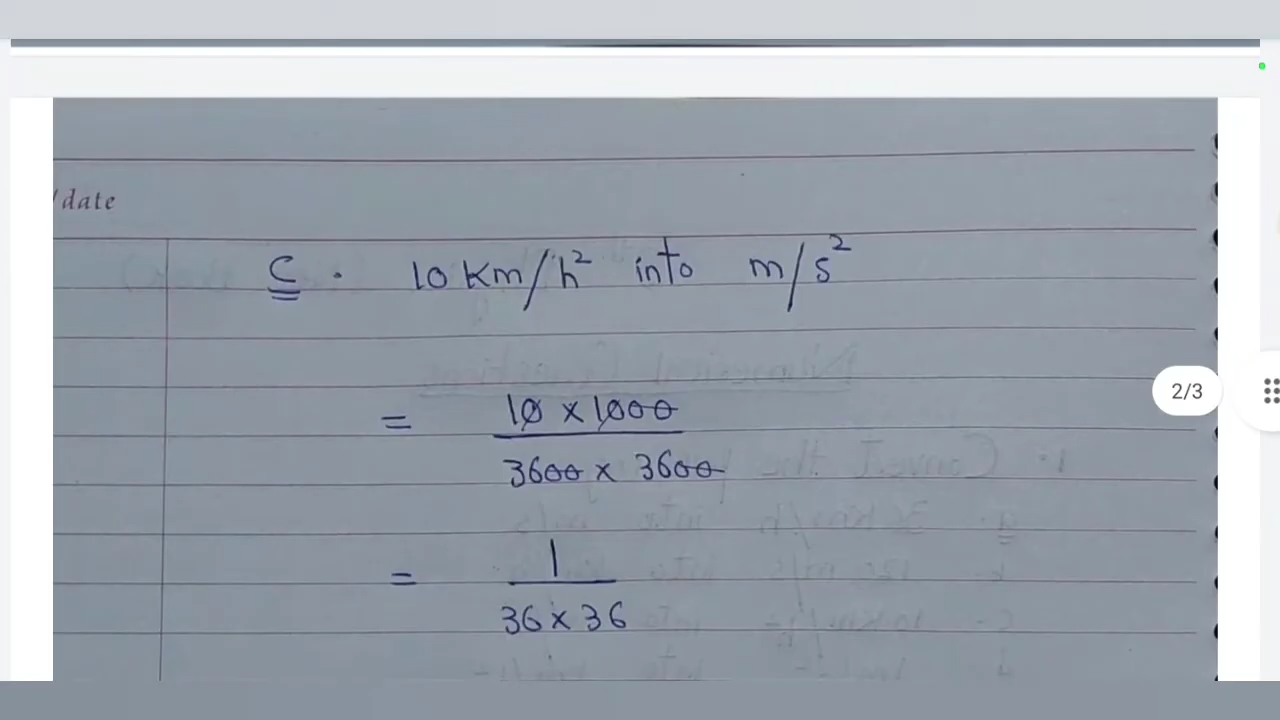 /date
C. 10 Km/h² into m/s²
= 10 x 1000
3600 x 3600
2/3
= 1
36 x 36